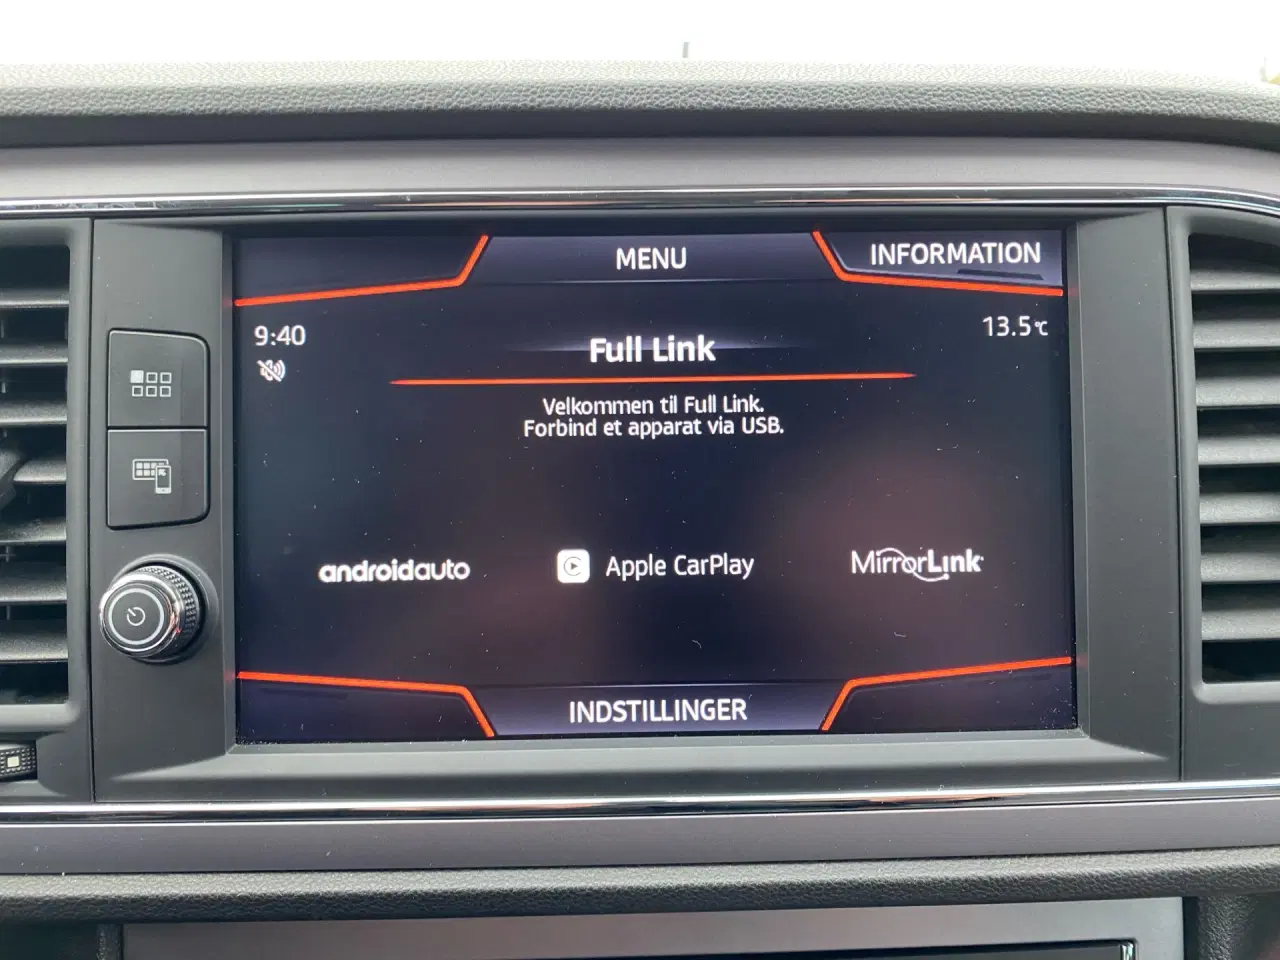 MENU
INFORMATION
9:40
13.5°C
Full Link
Velkommen til Full Link.
Forbind et apparat via USB.
androidauto
Apple CarPlay
MirrorLink
INDSTILLINGER